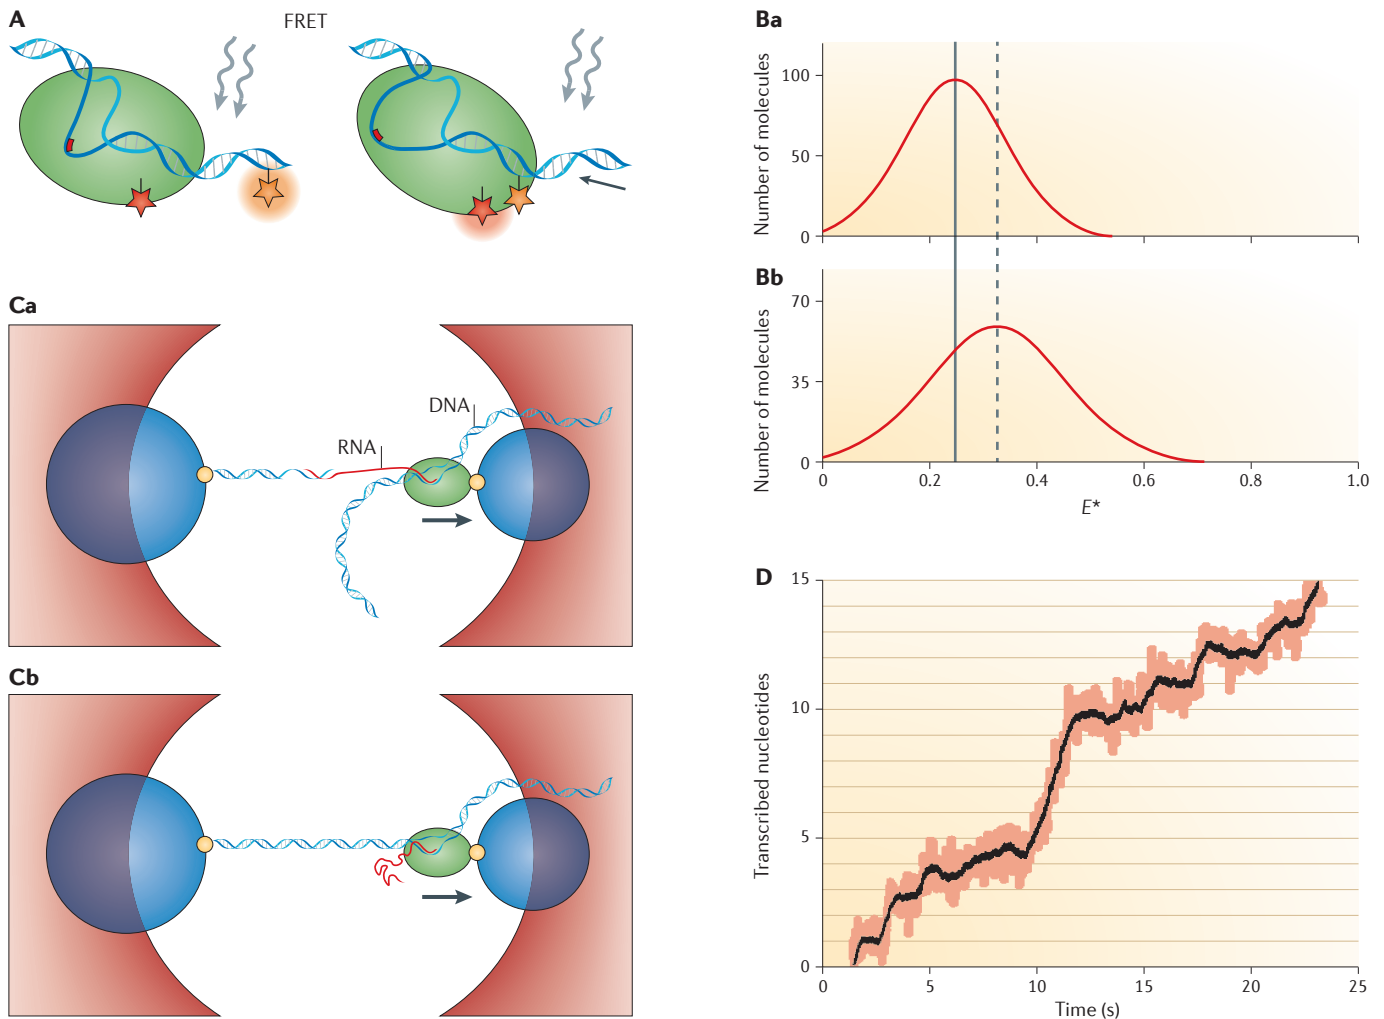 A
FRET
Ba
Number of molecules
100
50
0
Bb
Number of molecules
70
35
0
0 0.2 0.4 0.6 0.8 1.0
E*
Ca
RNA
DNA
Cb
D
Transcribed nucleotides
15
10
5
0
0 5 10 15 20 25
Time (s)